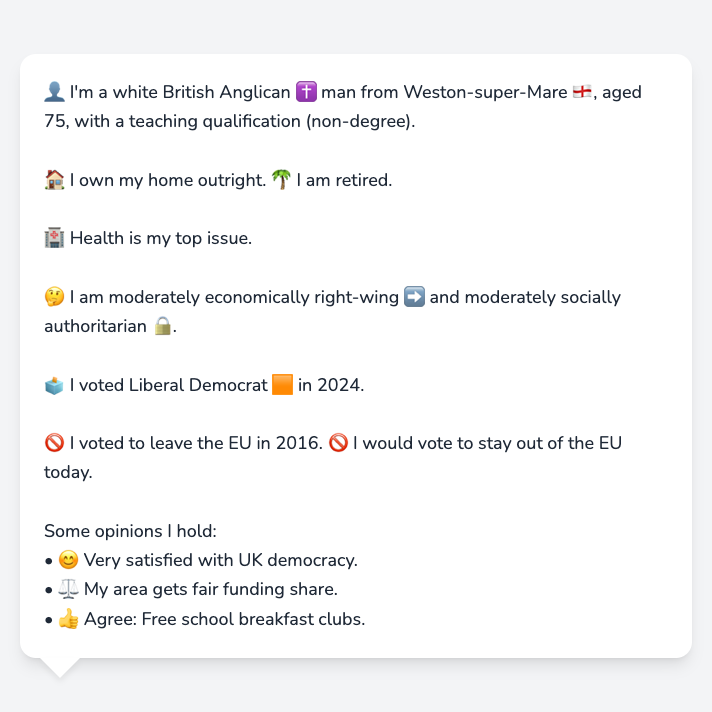 👤 I'm a white British Anglican ✝️ man from Weston-super-Mare 🏴󠁧󠁢󠁥󠁮󠁧󠁿, aged
75, with a teaching qualification (non-degree).
🏠 I own my home outright. 🌴 I am retired.
🏥 Health is my top issue.
🤔 I am moderately economically right-wing ➡️ and moderately socially
authoritarian 🔒.
🗳️ I voted Liberal Democrat 🟧 in 2024.
🚫 I voted to leave the EU in 2016. 🚫 I would vote to stay out of the EU
today.
Some opinions I hold:
• 😊 Very satisfied with UK democracy.
• ⚖️ My area gets fair funding share.
• 👍 Agree: Free school breakfast clubs.